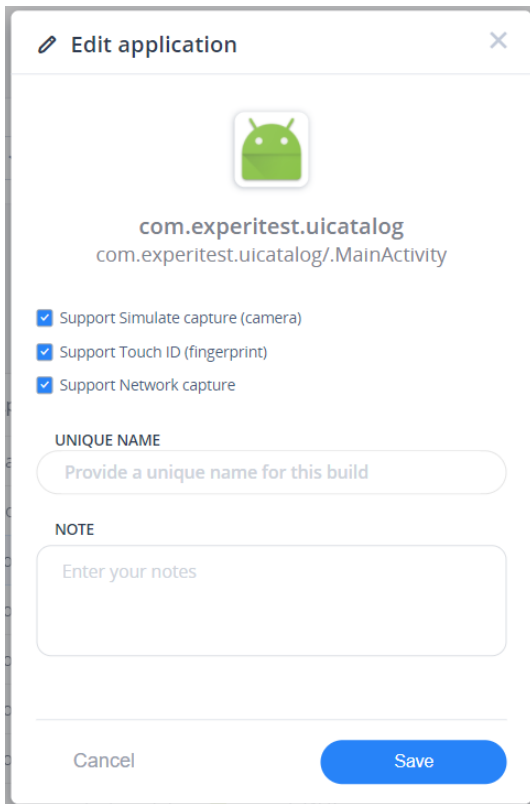 Edit application
com.experitest.uicatalog
com.experitest.uicatalog/.MainActivity
Support Simulate capture (camera)
Support Touch ID (fingerprint)
Support Network capture
UNIQUE NAME
Provide a unique name for this build
NOTE
Enter your notes
Cancel
Save